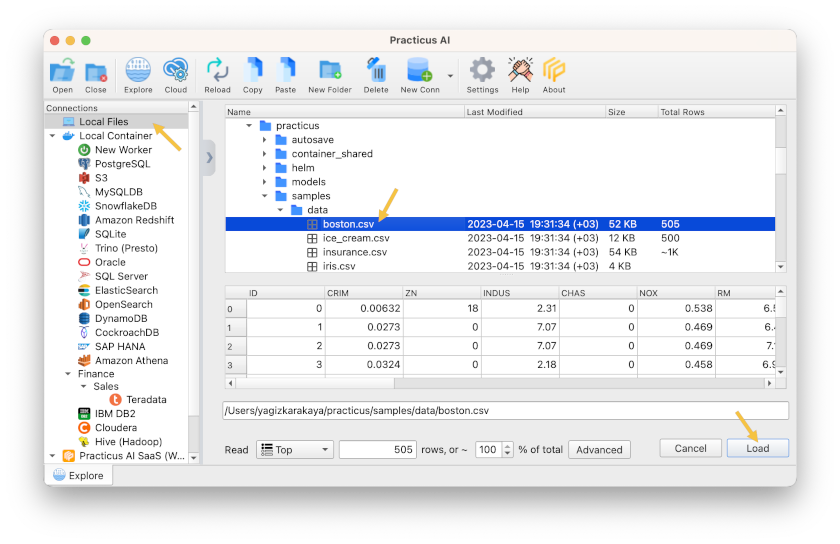 Practicus AI
Open Close Explore Cloud Reload Copy Paste New Folder Delete New Conn Settings Help About
Connections
Local Files
Local Container
New Worker
PostgreSQL
S3
MySQLDB
SnowflakeDB
Amazon Redshift
SQLite
Trino (Presto)
Oracle
SQL Server
ElasticSearch
OpenSearch
DynamoDB
CockroachDB
SAP HANA
Amazon Athena
Finance
Sales
Teradata
IBM DB2
Cloudera
Hive (Hadoop)
Practicus AI SaaS (W...
Name Last Modified Size Total Rows
practicus
autosave
container_shared
helm
models
samples
data
boston.csv 2023-04-15 19:31:34 (+03) 52 KB 505
ice_cream.csv 2023-04-15 19:31:34 (+03) 12 KB 500
insurance.csv 2023-04-15 19:31:34 (+03) 54 KB ~1K
iris.csv 2023-04-15 19:31:34 (+03) 4 KB
ID CRIM ZN INDUS CHAS NOX RM
0 0 0.00632 18 2.31 0 0.538
1 1 0.0273 0 7.07 0 0.469
2 2 0.0273 0 7.07 0 0.469
3 3 0.0324 0 2.18 0 0.458
/Users/yagizkarakaya/practicus/samples/data/boston.csv
Read Top 505 rows, or ~ 100 % of total Advanced Cancel Load
Explore